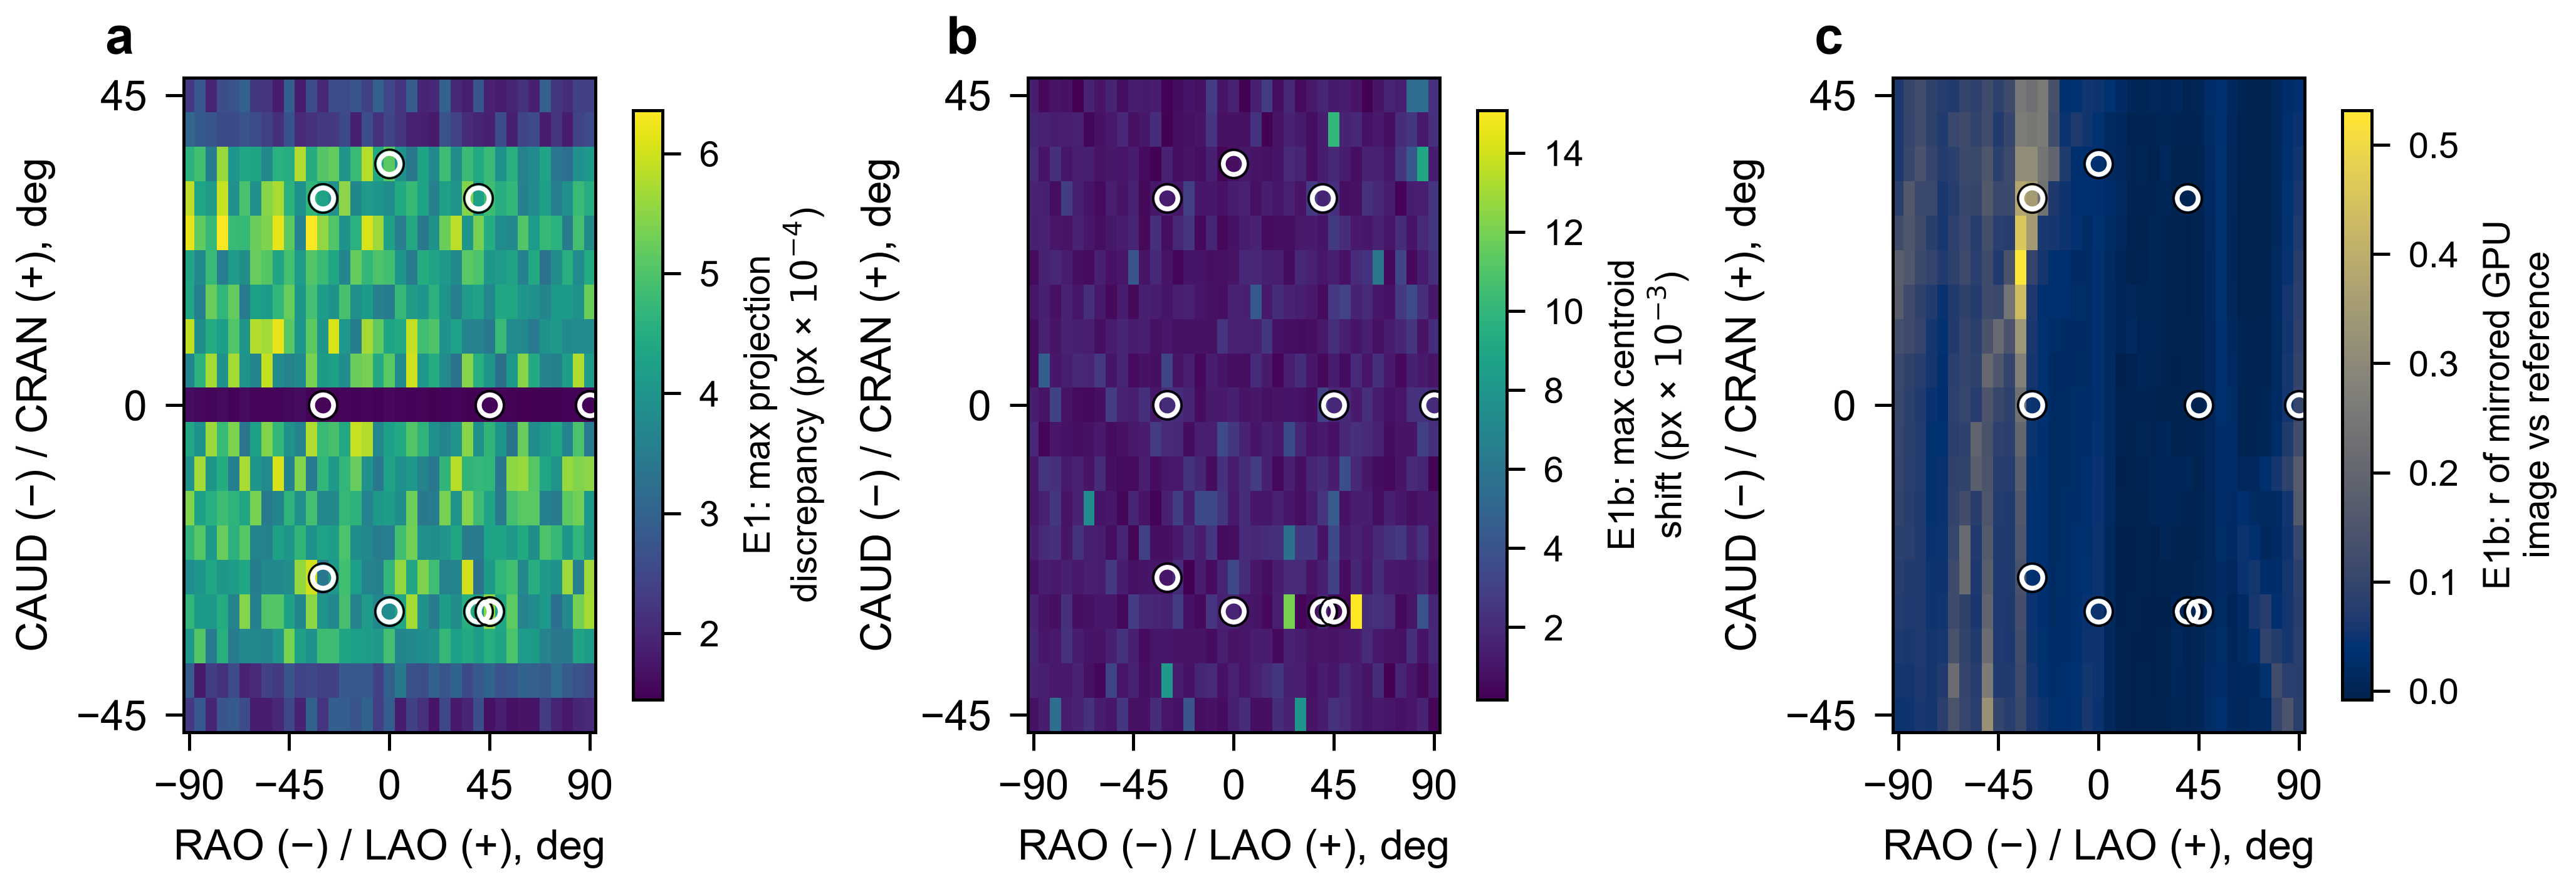 a
45
0
−45
CAUD (−) / CRAN (+), deg
−90 −45 0 45 90
RAO (−) / LAO (+), deg
6
5
4
3
2
E1: max projection
discrepancy (px × 10⁻⁴)
b
45
0
−45
CAUD (−) / CRAN (+), deg
−90 −45 0 45 90
RAO (−) / LAO (+), deg
14
12
10
8
6
4
2
E1b: max centroid
shift (px × 10⁻³)
c
45
0
−45
CAUD (−) / CRAN (+), deg
−90 −45 0 45 90
RAO (−) / LAO (+), deg
0.5
0.4
0.3
0.2
0.1
0.0
E1b: r of mirrored GPU
image vs reference